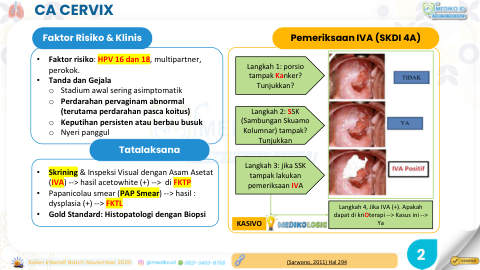 CA CERVIX
MEDIKO.ID
Faktor Risiko & Klinis
• Faktor risiko: HPV 16 dan 18, multipartner,
perokok.
• Tanda dan Gejala
o Stadium awal sering asimptomatik
o Perdarahan pervaginam abnormal
(terutama perdarahan pasca koitus)
o Keputihan persisten atau berbau busuk
o Nyeri panggul
Tatalaksana
• Skrining & Inspeksi Visual dengan Asam Asetat
(IVA) --> hasil acetowhite (+) --> di FKTP
• Papanicolau smear (PAP Smear) --> hasil :
dysplasia (+) --> FKTL
• Gold Standard: Histopatologi dengan Biopsi
Pemeriksaan IVA (SKDI 4A)
Langkah 1: porsio
tampak Kanker?
Tunjukkan?
TIDAK
Langkah 2: SSK
(Sambungan Skuamo
Kolumnar) tampak?
Tunjukkan
YA
Langkah 3: jika SSK
tampak lakukan
pemeriksaan IVA
IVA Positif
Langkah 4, Jika IVA (+). Apakah
dapat di kriOterapi --> Kasus ini -->
Ya
KASIVO
MEDIKOLOGIC
(Sarwono, 2011) Hal 294
2